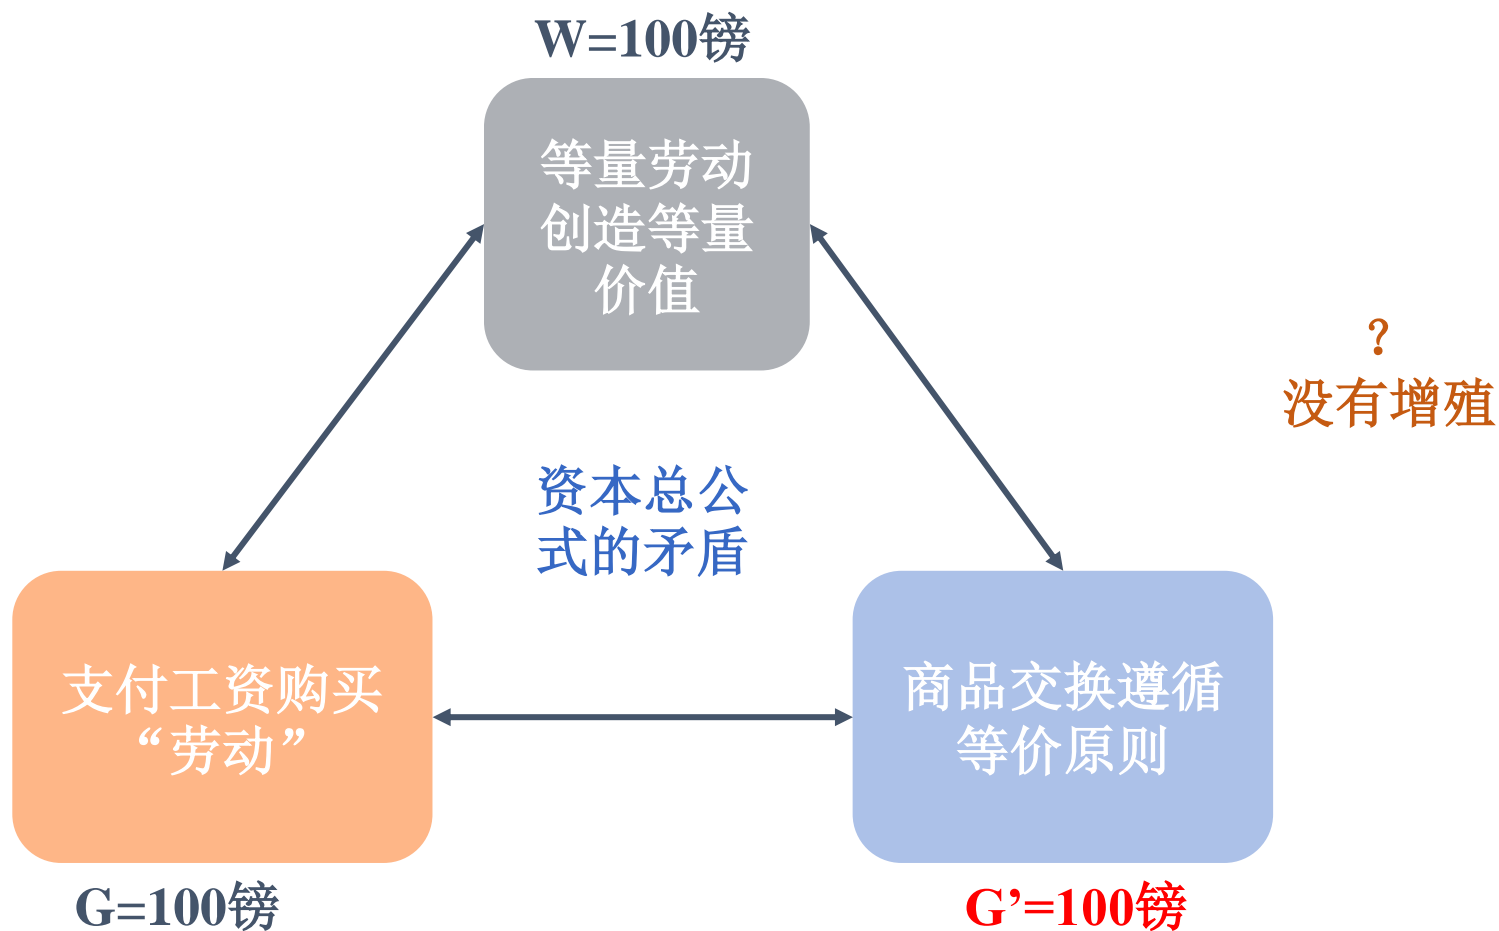 W=100镑
等量劳动
创造等量
价值
?
没有增殖
资本总公
式的矛盾
支付工资购买
“劳动”
商品交换遵循
等价原则
G=100镑
G’=100镑